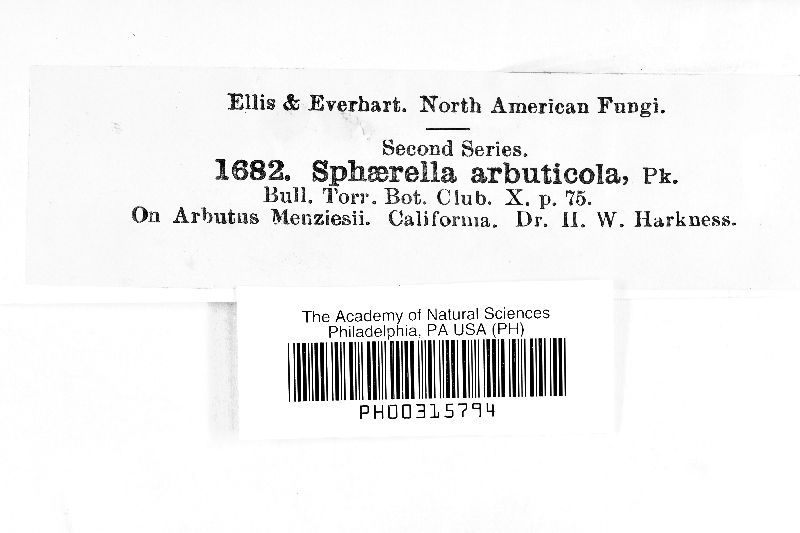 Ellis & Everhart. North American Fungi.
Second Series.
1682. Sphærella arbuticola, Pk.
Bull. Torr. Bot. Club. X. p. 75.
On Arbutus Menziesii. California. Dr. H. W. Harkness.
The Academy of Natural Sciences
Philadelphia, PA USA (PH)
PH00315794